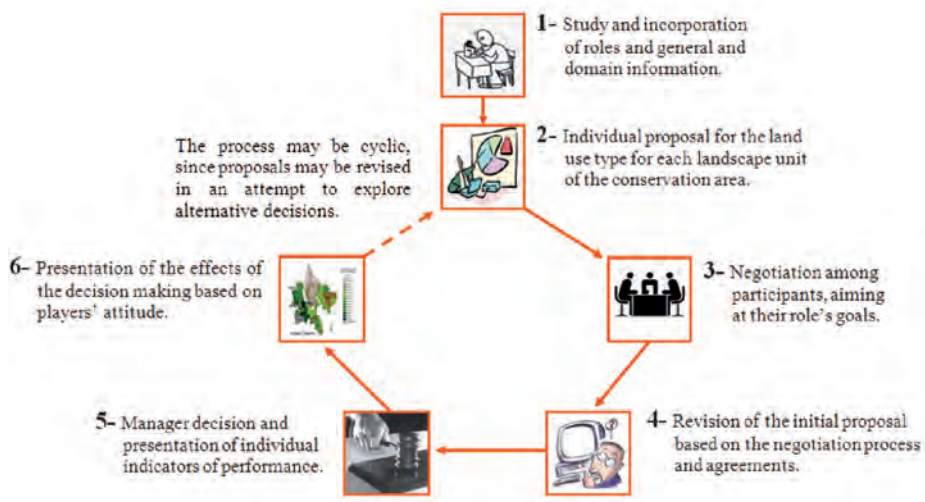 1– Study and incorporation
of roles and general and
domain information.
The process may be cyclic,
since proposals may be revised
in an attempt to explore
alternative decisions.
2– Individual proposal for the land
use type for each landscape unit
of the conservation area.
3– Negotiation among
participants, aiming
at their role's goals.
4– Revision of the initial proposal
based on the negotiation process
and agreements.
5– Manager decision and
presentation of individual
indicators of performance.
6– Presentation of the effects of
the decision making based on
players' attitude.